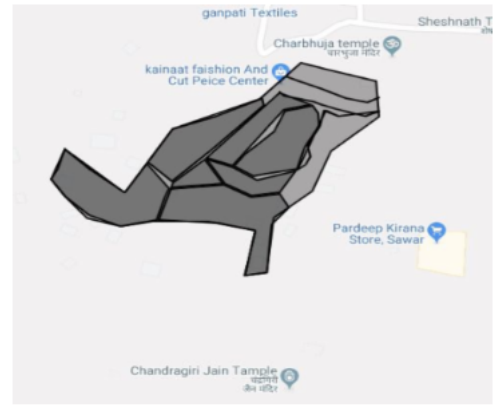 ganpati Textiles
Sheshnath T
Charbhuja temple
चारभुजा मंदिर
kainaat faishion And
Cut Peice Center
Pardeep Kirana
Store, Sawar
Chandragiri Jain Tample
जैन मंदिर